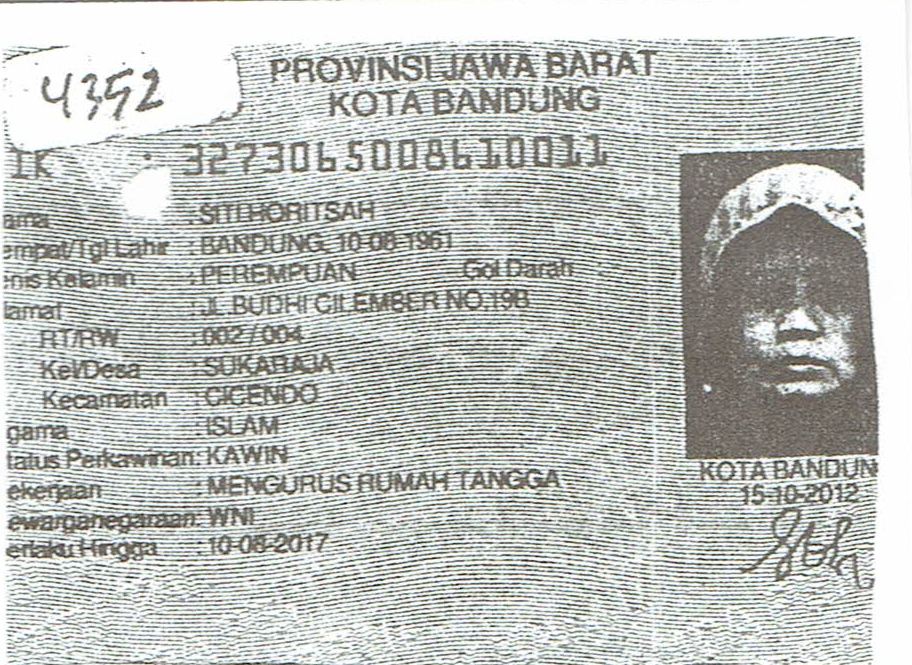 4352
PROVINSI JAWA BARAT
KOTA BANDUNG
IK : 3273065008610011
ama : SITI HORITSAH
empat/Tgl Lahir : BANDUNG, 10-08-1961
enis Kelamin : PEREMPUAN Gol Darah
lamat : JL. BUDHI CILEMBER NO.19B
RT/RW : 002 / 004
Kel/Desa : SUKARAJA
Kecamatan : CICENDO
gama : ISLAM
tatus Perkawinan: KAWIN
ekerjaan : MENGURUS RUMAH TANGGA
ewarganegaraan: WNI
erlaku Hingga : 10-08-2017
KOTA BANDUN
15-10-2012